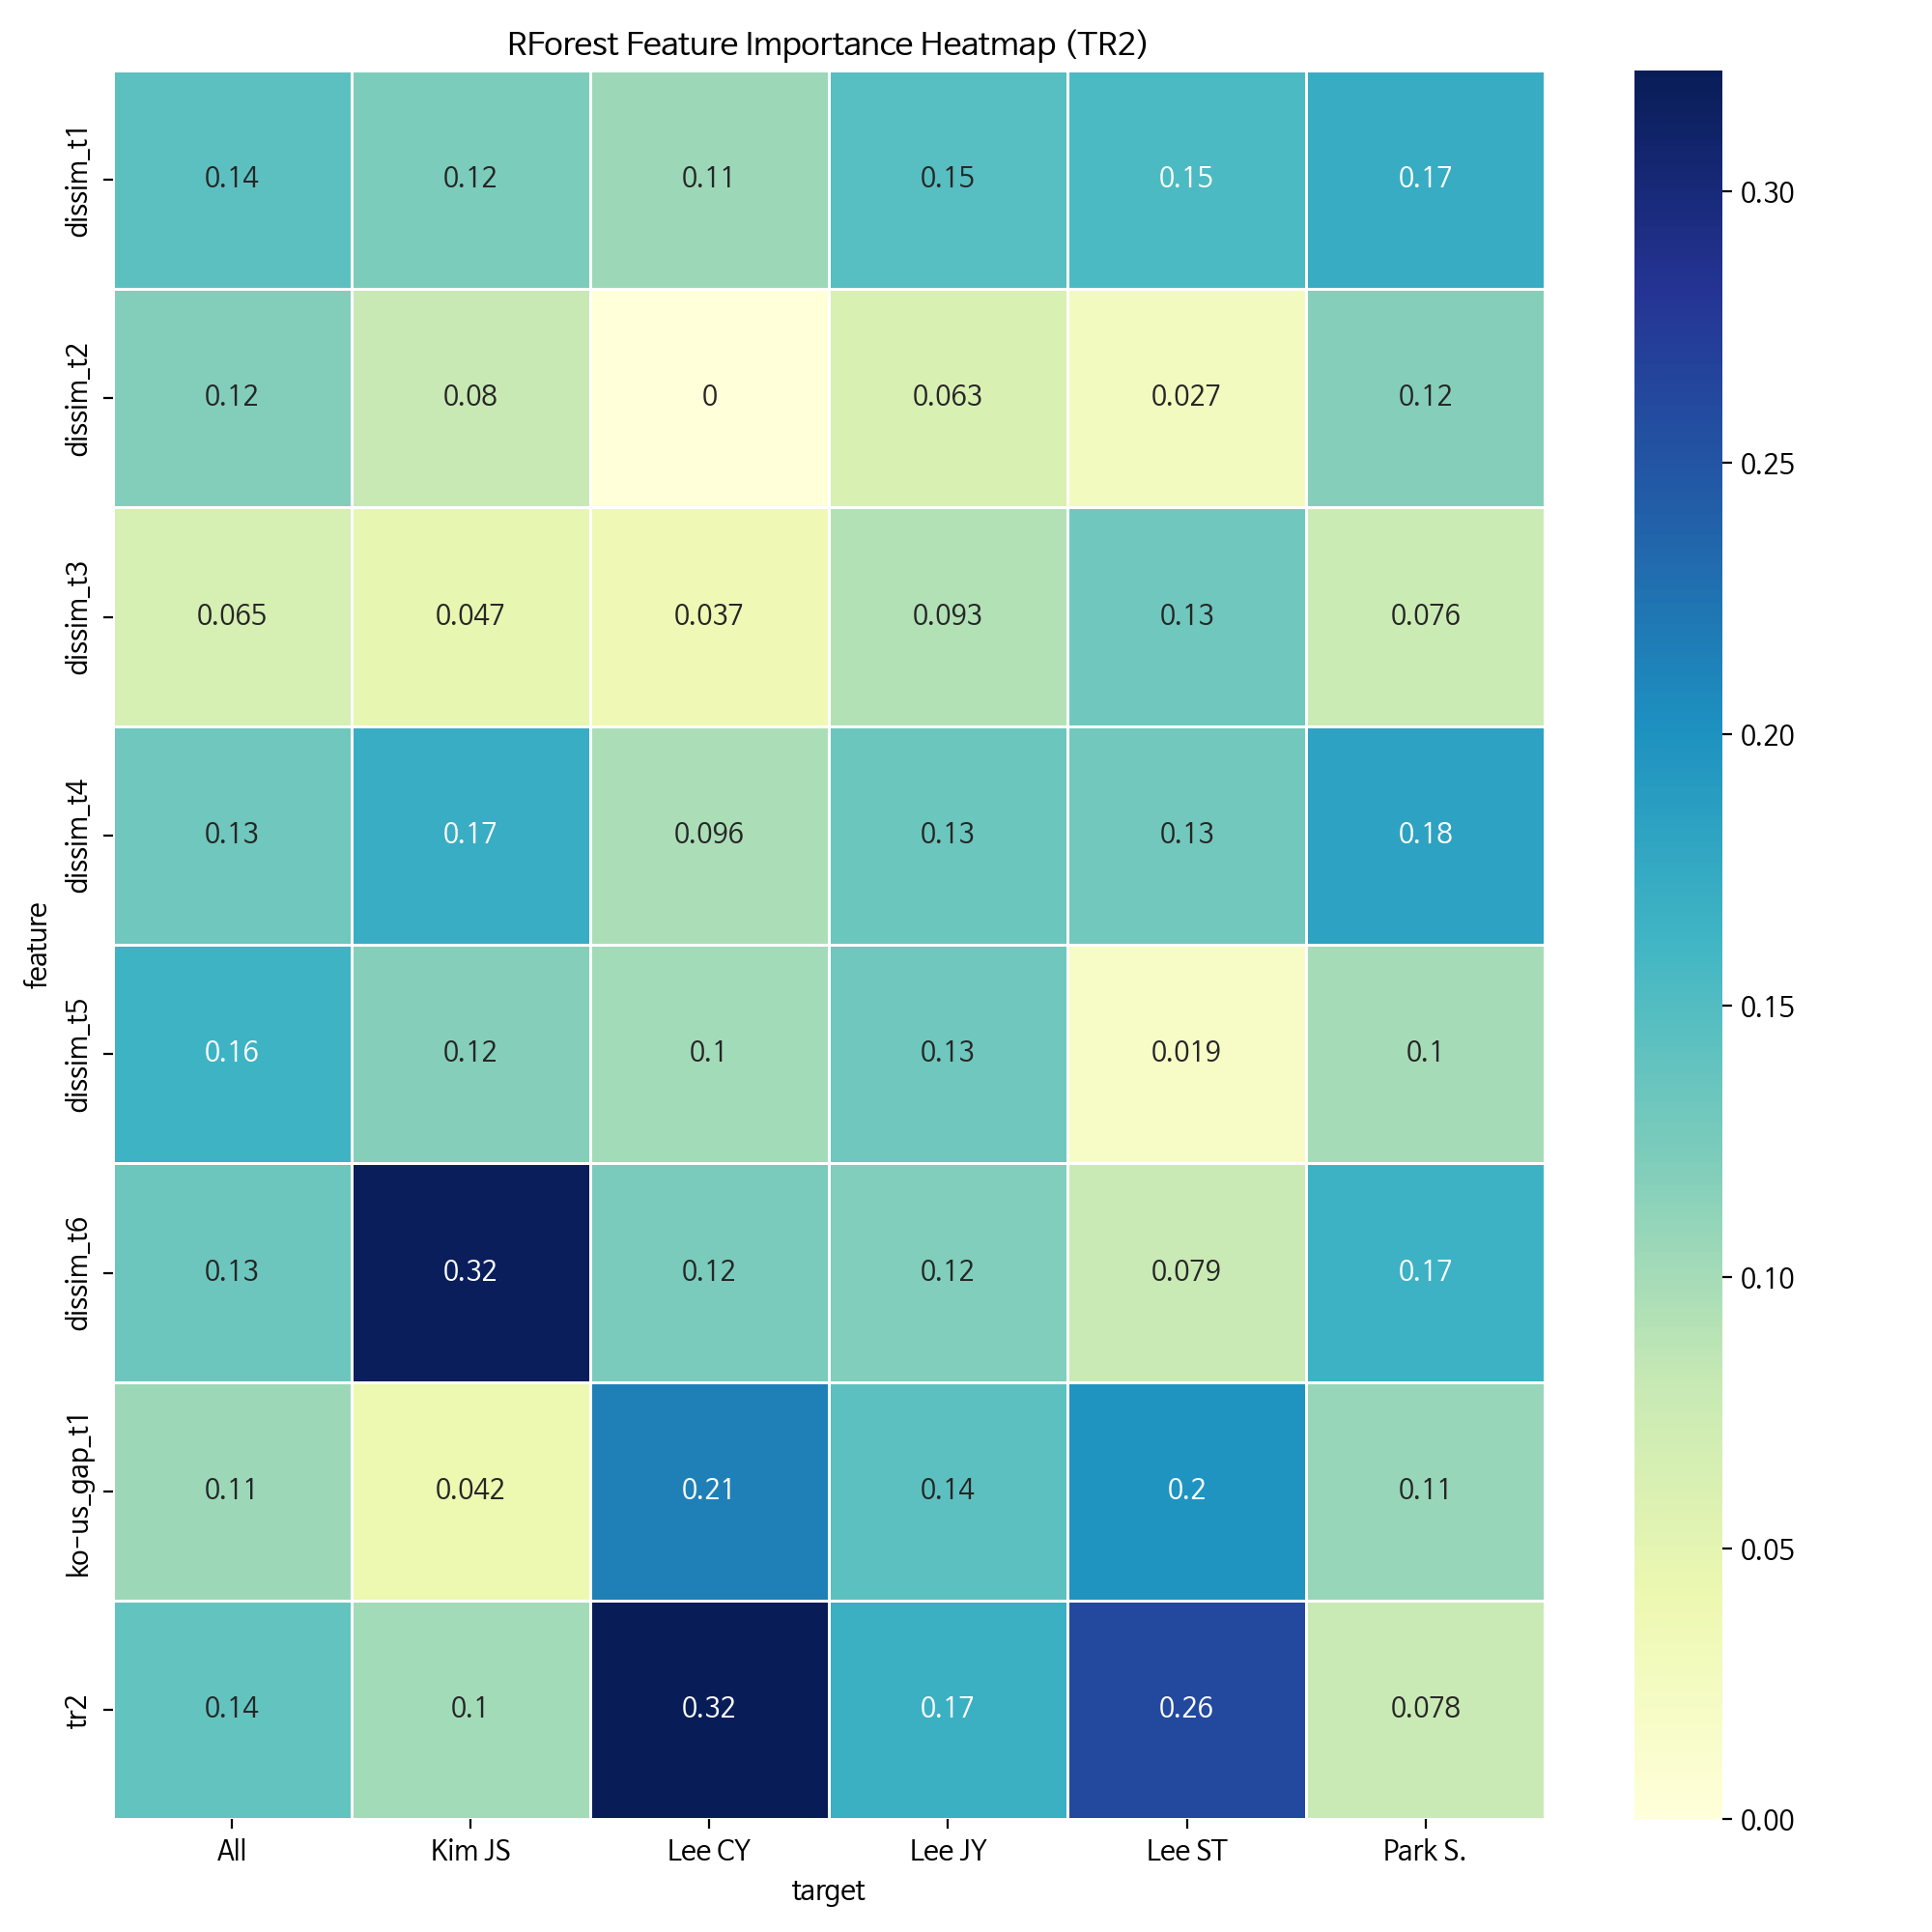 RForest Feature Importance Heatmap (TR2)
feature
dissim_t1 0.14 0.12 0.11 0.15 0.15 0.17
dissim_t2 0.12 0.08 0 0.063 0.027 0.12
dissim_t3 0.065 0.047 0.037 0.093 0.13 0.076
dissim_t4 0.13 0.17 0.096 0.13 0.13 0.18
dissim_t5 0.16 0.12 0.1 0.13 0.019 0.1
dissim_t6 0.13 0.32 0.12 0.12 0.079 0.17
ko-us_gap_t1 0.11 0.042 0.21 0.14 0.2 0.11
tr2 0.14 0.1 0.32 0.17 0.26 0.078
All Kim JS Lee CY Lee JY Lee ST Park S.
target
0.30
0.25
0.20
0.15
0.10
0.05
0.00